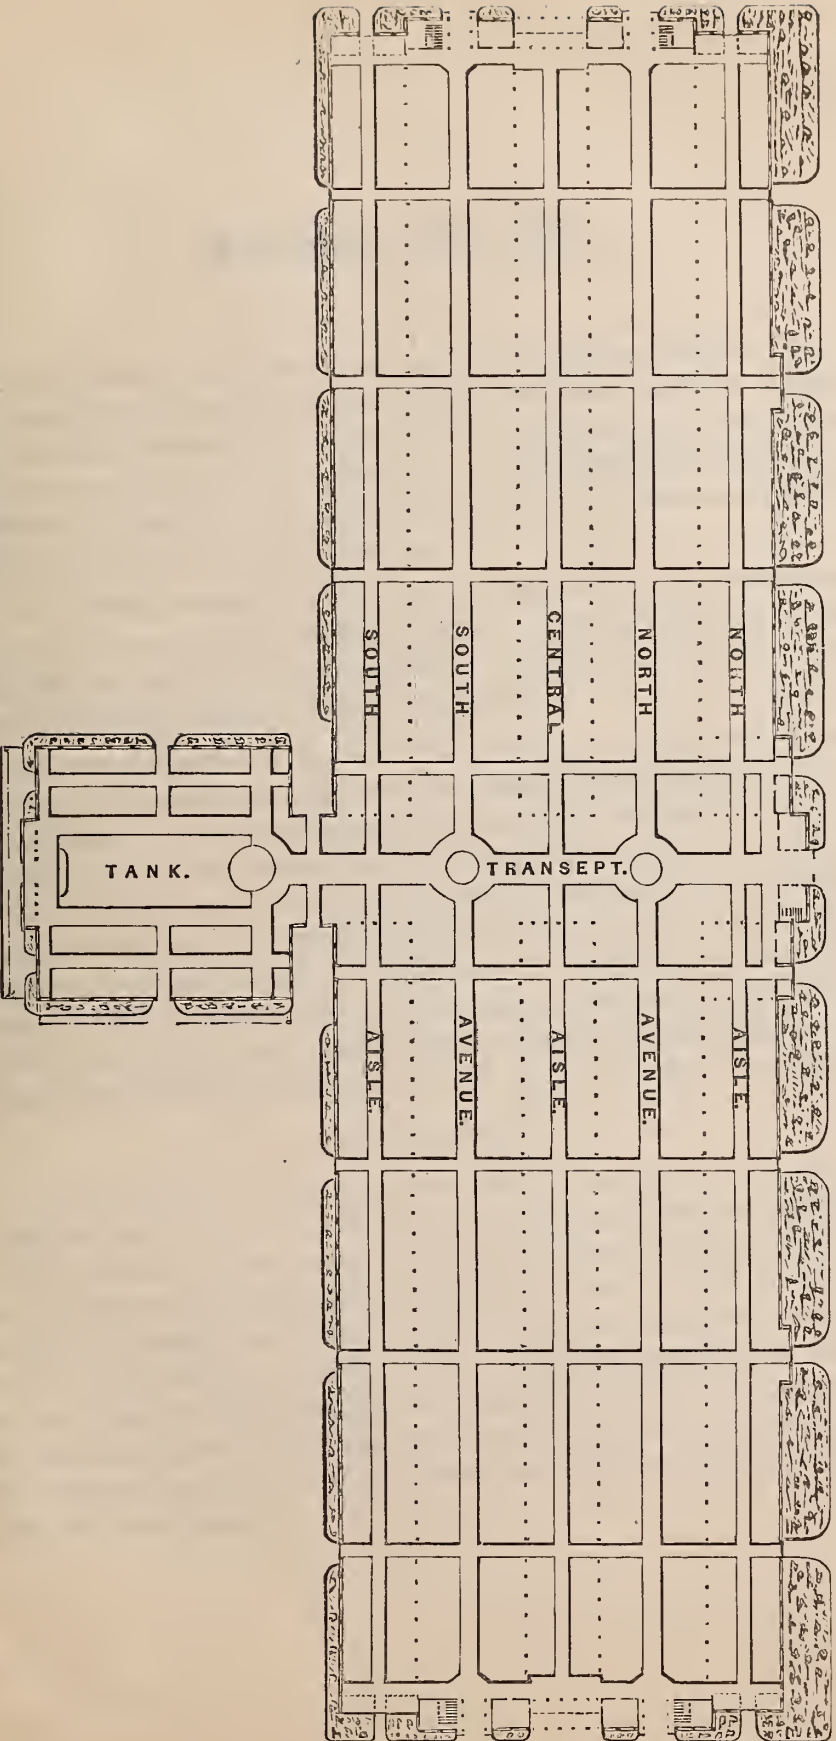 SOUTH
SOUTH
CENTRAL
NORTH
NORTH
TANK.
TRANSEPT.
AISLE.
AVENUE.
AISLE.
AVENUE.
AISLE.